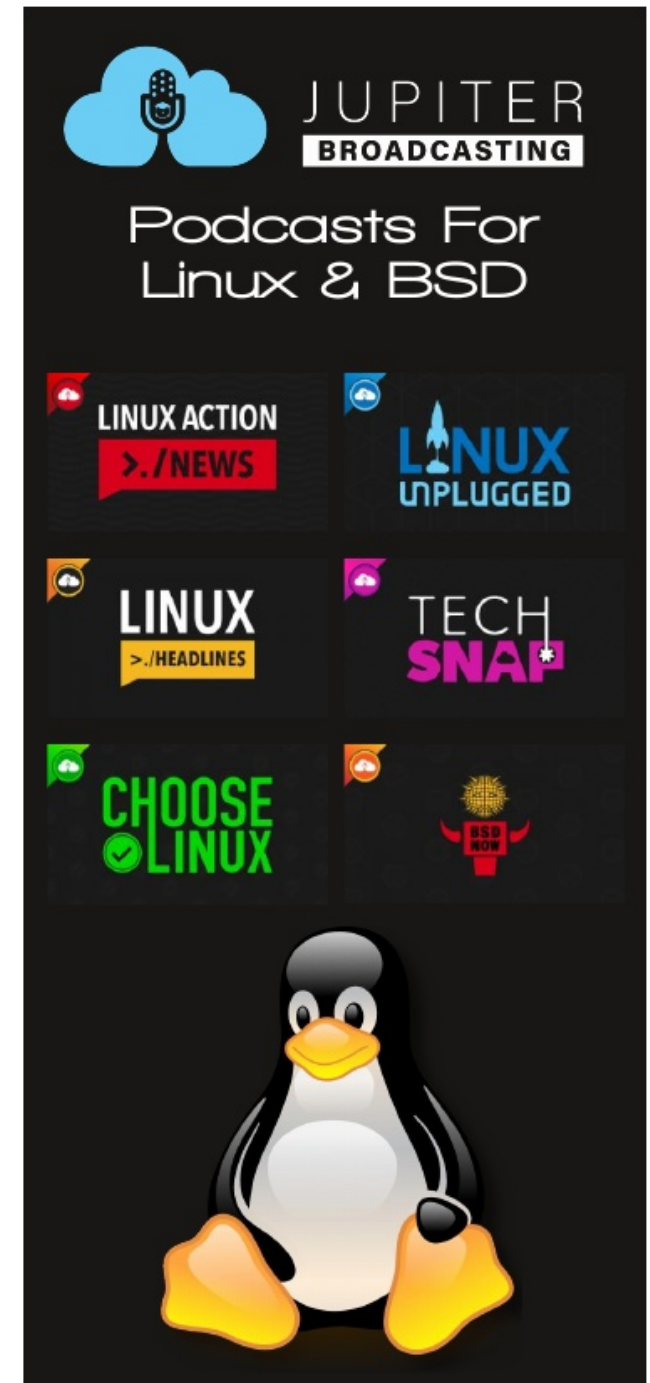 JUPITER
BROADCASTING
Podcasts For
Linux & BSD
LINUX ACTION
>./NEWS
LINUX
UNPLUGGED
LINUX
>./HEADLINES
TECH
SNAP
CHOOSE
LINUX
BSD
NOW